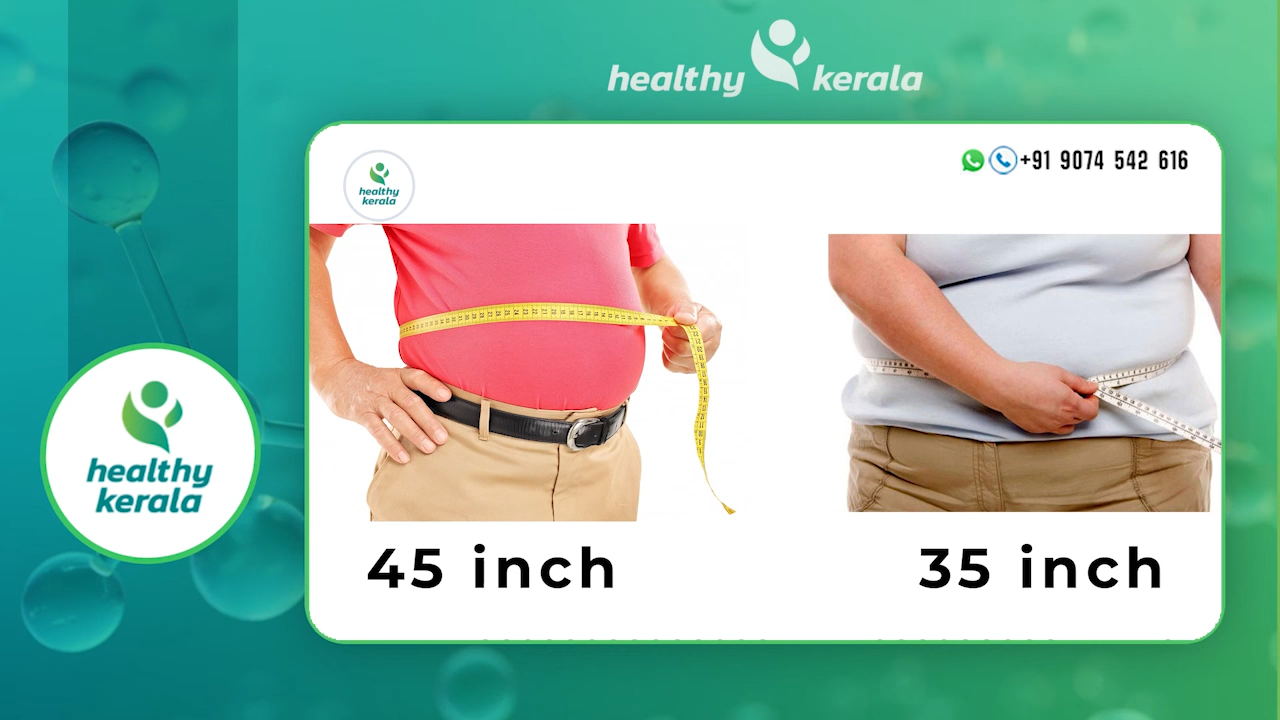 healthy kerala
+91 9074 542 616
healthy
kerala
45 inch
35 inch
healthy
kerala